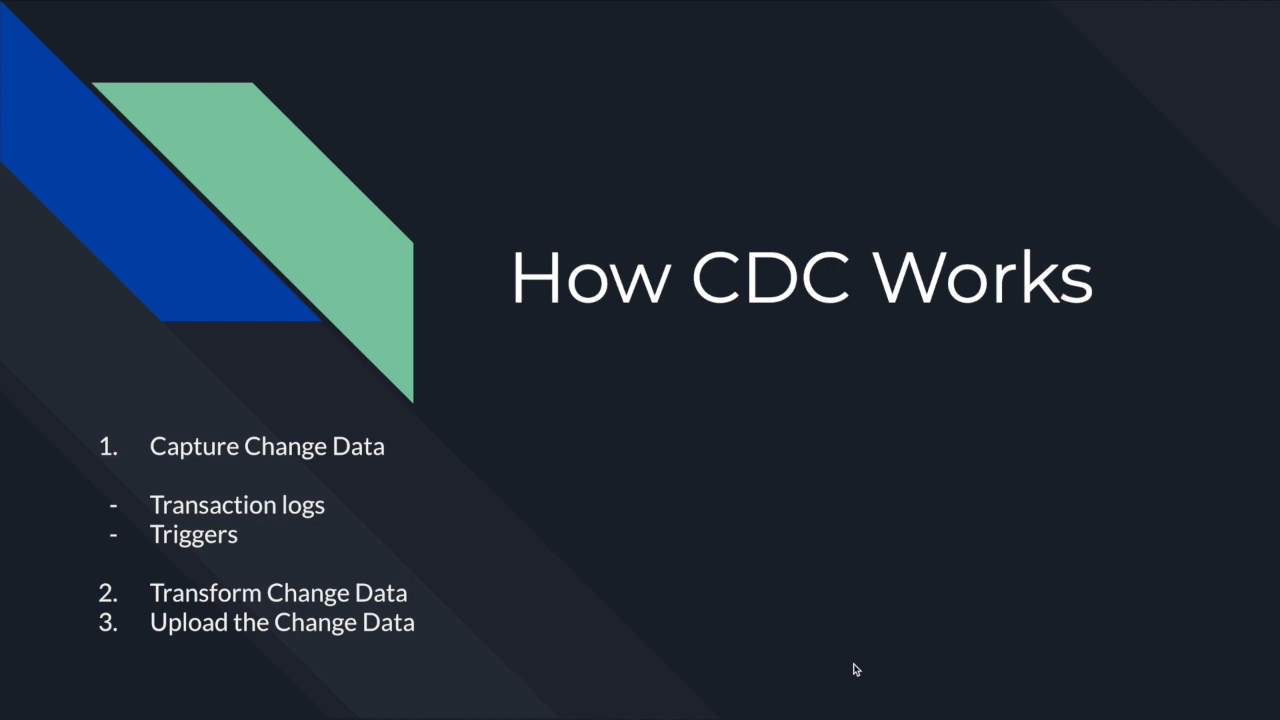 How CDC Works
1. Capture Change Data
- Transaction logs
- Triggers
2. Transform Change Data
3. Upload the Change Data